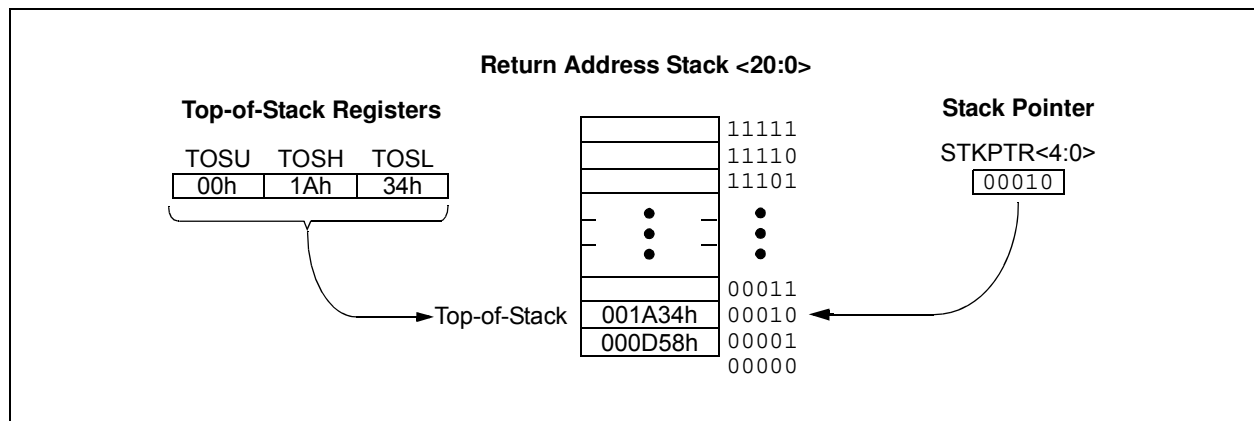 Return Address Stack <20:0>
Top-of-Stack Registers
Stack Pointer
TOSU TOSH TOSL
STKPTR<4:0>
00h 1Ah 34h
00010
11111
11110
11101
00011
Top-of-Stack 001A34h 00010
000D58h 00001
00000